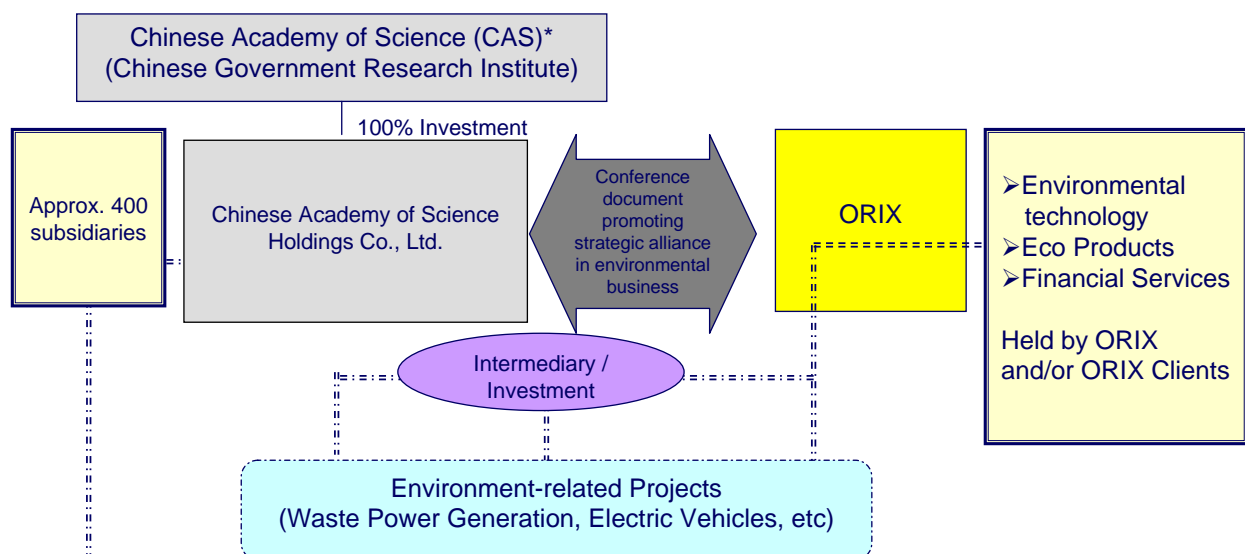 Chinese Academy of Science (CAS)*
(Chinese Government Research Institute)
100% Investment
Approx. 400
subsidiaries
Chinese Academy of Science
Holdings Co., Ltd.
Conference
document
promoting
strategic alliance
in environmental
business
ORIX
➢Environmental
technology
➢Eco Products
➢Financial Services
Held by ORIX
and/or ORIX Clients
Intermediary /
Investment
Environment-related Projects
(Waste Power Generation, Electric Vehicles, etc)